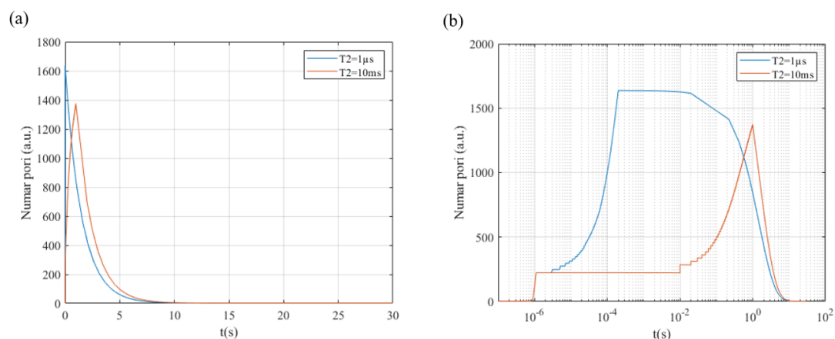 (a)
1800
1600
1400
1200
1000
800
600
400
200
0
0 5 10 15 20 25 30
Numar pori (a.u.)
t(s)
T2=1µs
T2=10ms
(b)
2000
1500
1000
500
0
10^-6 10^-4 10^-2 10^0 10^2
Numar pori (a.u.)
t(s)
T2=1µs
T2=10ms